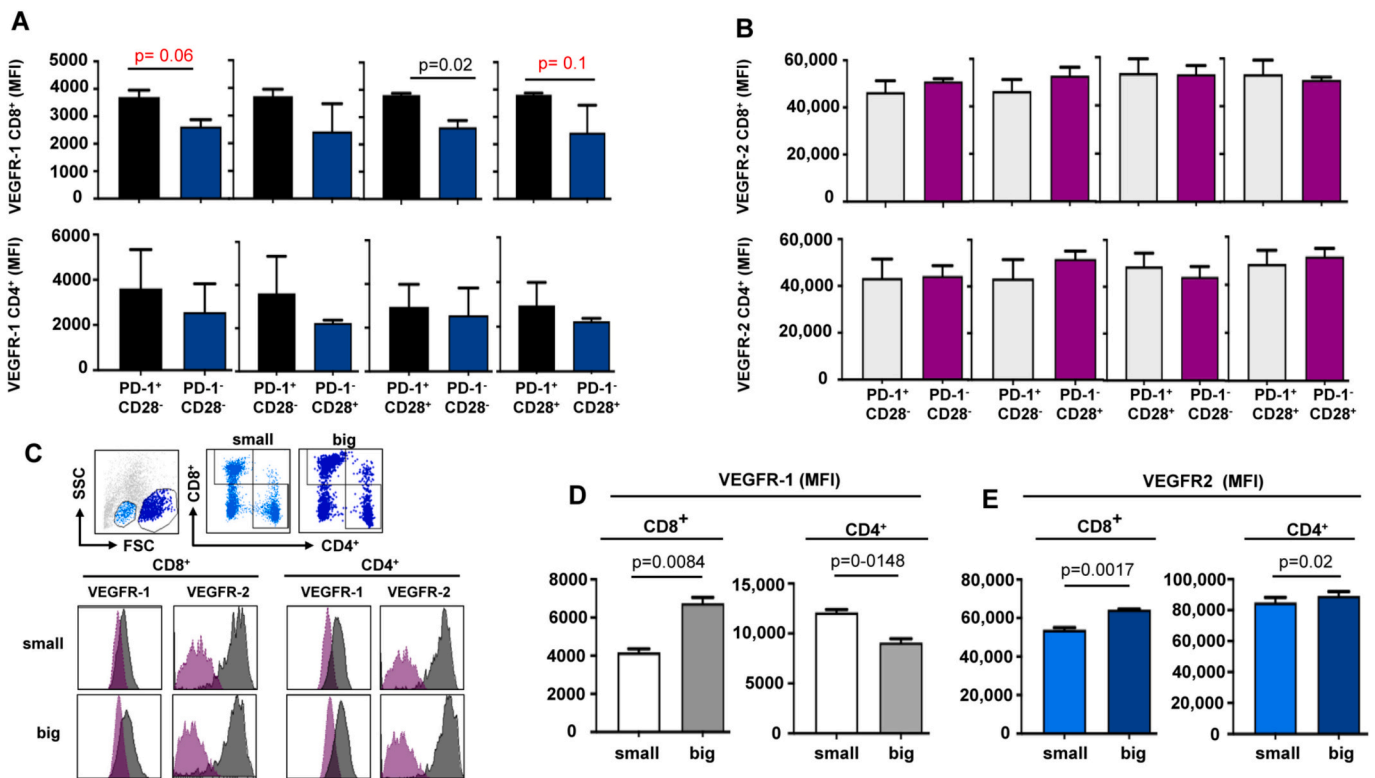 A
p= 0.06
p=0.02
p= 0.1
VEGFR-1 CD8⁺ (MFI)
5000
4000
3000
2000
1000
0
VEGFR-1 CD4⁺ (MFI)
6000
4000
2000
0
PD-1⁺ PD-1⁻ PD-1⁺ PD-1⁻ PD-1⁺ PD-1⁻ PD-1⁺ PD-1⁻
CD28⁻ CD28⁻ CD28⁻ CD28⁺ CD28⁺ CD28⁻ CD28⁺ CD28⁺
B
VEGFR-2 CD8⁺ (MFI)
60,000
40,000
20,000
0
VEGFR-2 CD4⁺ (MFI)
60,000
40,000
20,000
0
PD-1⁺ PD-1⁻ PD-1⁺ PD-1⁻ PD-1⁺ PD-1⁻ PD-1⁺ PD-1⁻
CD28⁻ CD28⁻ CD28⁻ CD28⁺ CD28⁺ CD28⁻ CD28⁺ CD28⁺
C
small big
SSC
FSC
CD8⁺
CD4⁺
CD8⁺ CD4⁺
VEGFR-1 VEGFR-2 VEGFR-1 VEGFR-2
small
big
D
VEGFR-1 (MFI)
CD8⁺
p=0.0084
8000
6000
4000
2000
0
small big
CD4⁺
p=0-0148
15,000
10,000
5000
0
small big
E
VEGFR2 (MFI)
CD8⁺
p=0.0017
80,000
60,000
40,000
20,000
0
small big
CD4⁺
p=0.02
100,000
80,000
60,000
40,000
20,000
0
small big